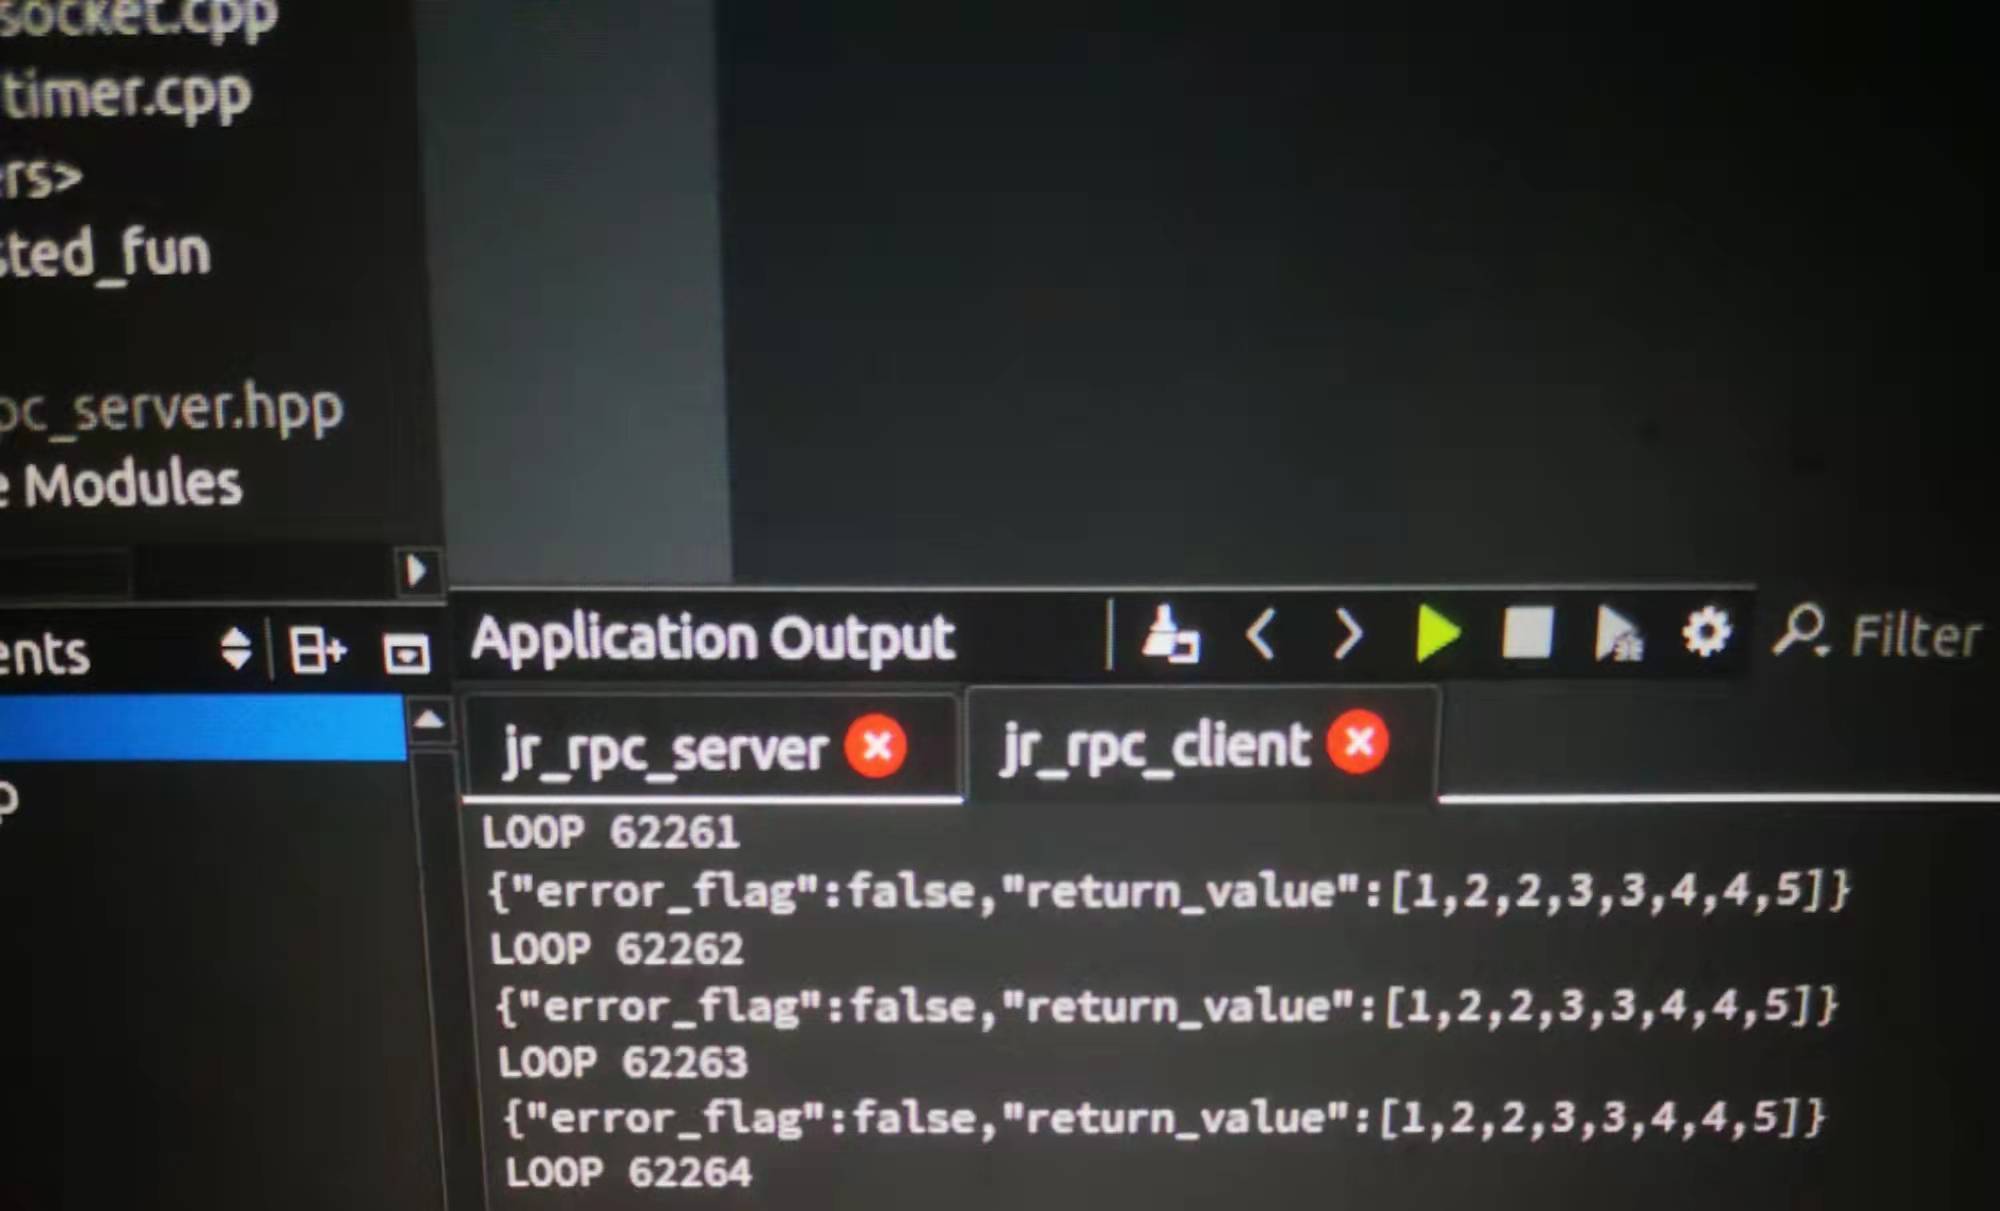 socket.cpp
timer.cpp
ers>
sted_fun
pc_server.hpp
e Modules
ents
Application Output
Filter
jr_rpc_server
jr_rpc_client
LOOP 62261
{"error_flag":false,"return_value":[1,2,2,3,3,4,4,5]}
LOOP 62262
{"error_flag":false,"return_value":[1,2,2,3,3,4,4,5]}
LOOP 62263
{"error_flag":false,"return_value":[1,2,2,3,3,4,4,5]}
LOOP 62264